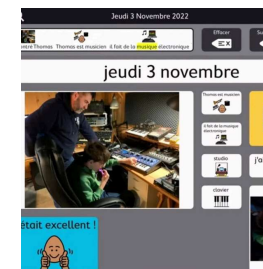 Jeudi 3 Novembre 2022
ontré Thomas Thomas est musicien il fait de la musique électronique
Effacer
jeudi 3 novembre
Thomas est musicien
il fait de la musique
électronique
studio
j'a
clavier
était excellent !